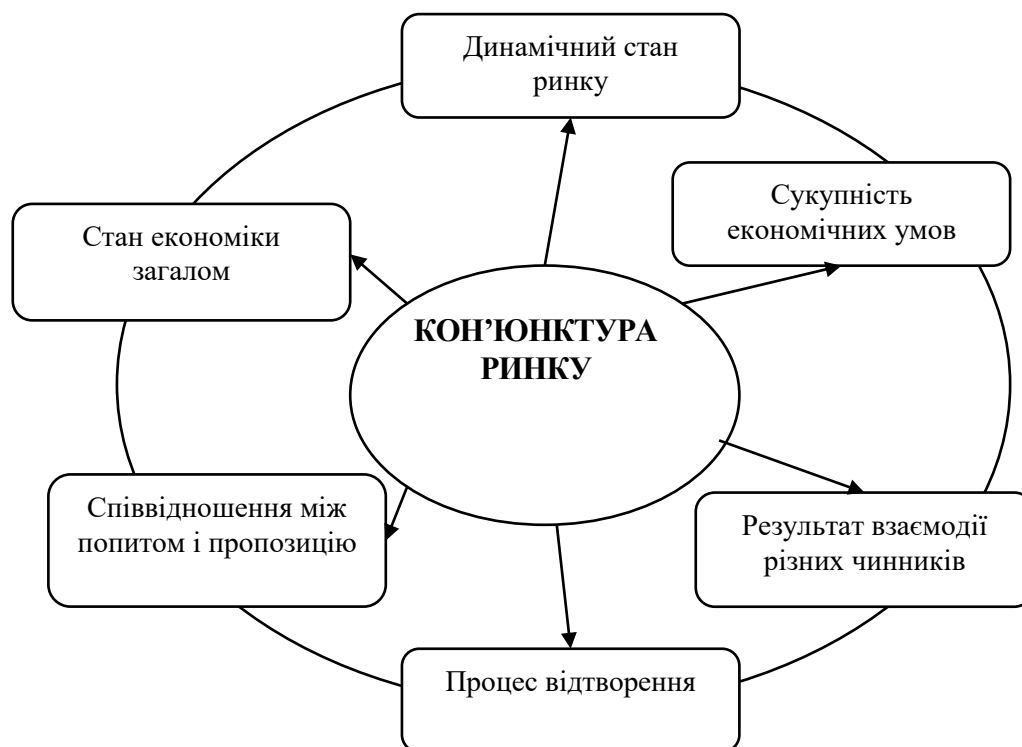 Динамічний стан
ринку
Сукупність
економічних умов
Стан економіки
загалом
КОН’ЮНКТУРА
РИНКУ
Співвідношення між
попитом і пропозицію
Результат взаємодії
різних чинників
Процес відтворення